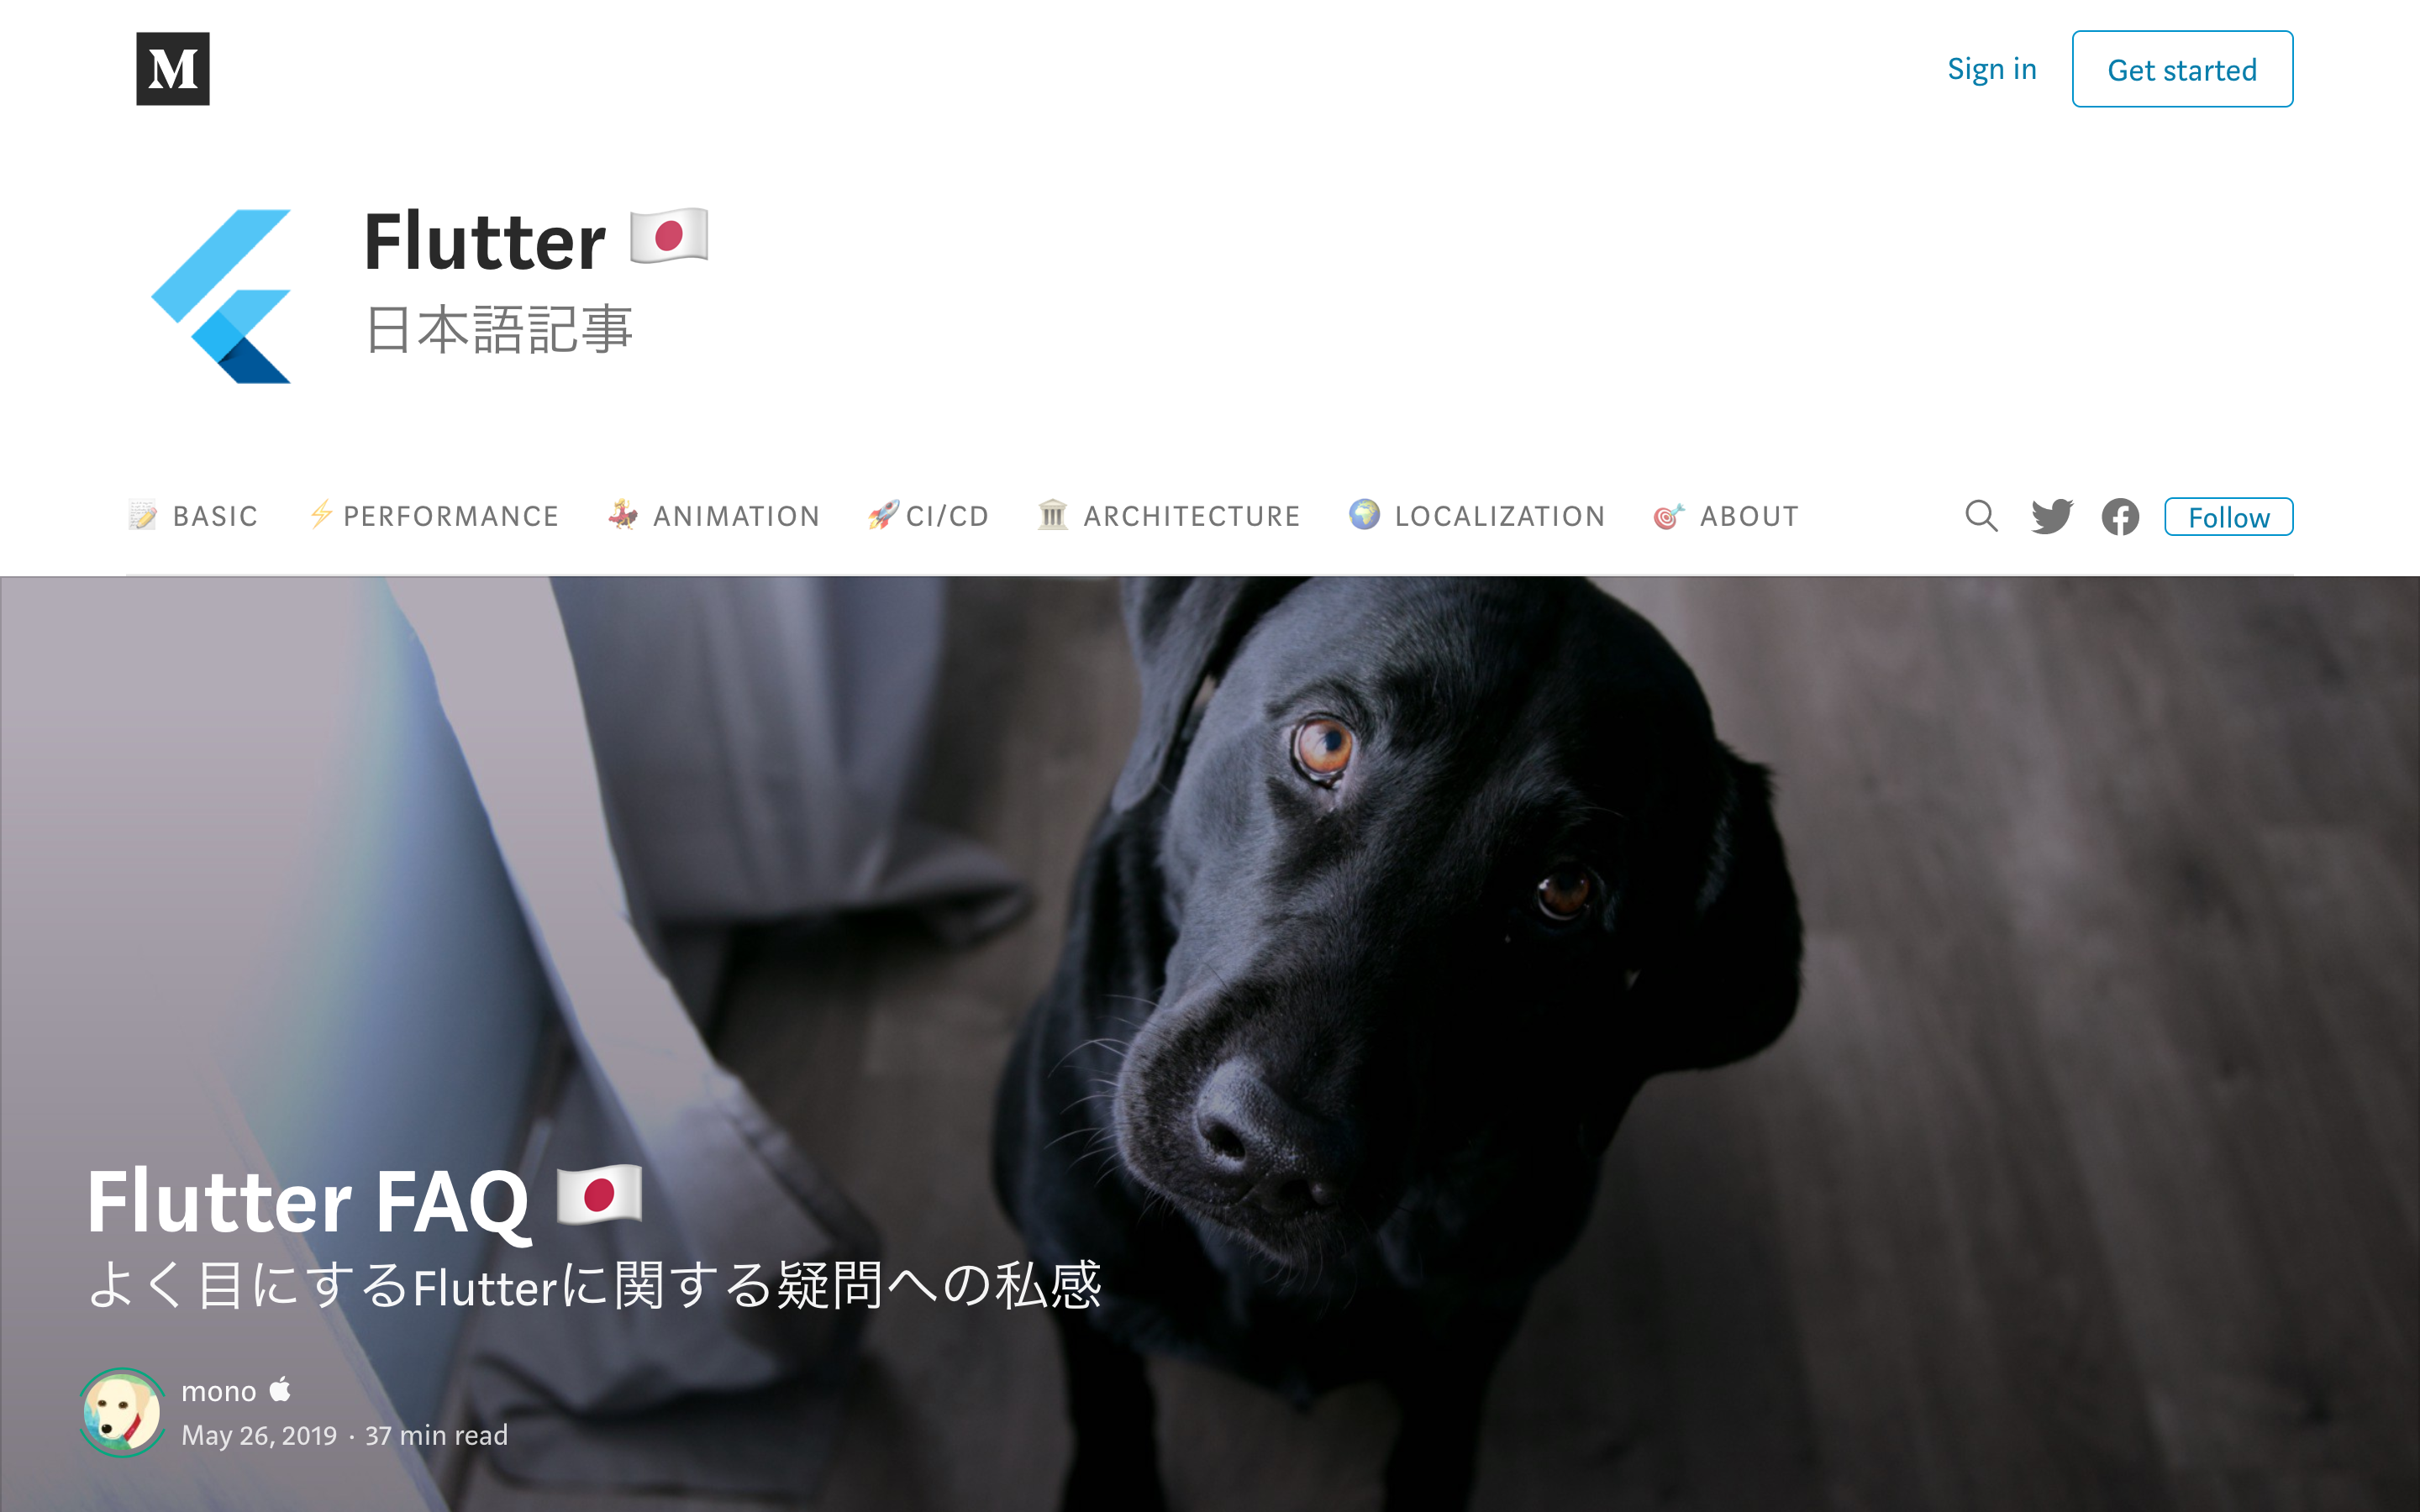 M
Sign in
Get started
Flutter 🇯🇵
日本語記事
📝 BASIC
⚡PERFORMANCE
💃 ANIMATION
🚀CI/CD
🏛 ARCHITECTURE
🌍 LOCALIZATION
🎯 ABOUT
Follow
Flutter FAQ 🇯🇵
よく目にするFlutterに関する疑問への私感
mono 
May 26, 2019 · 37 min read